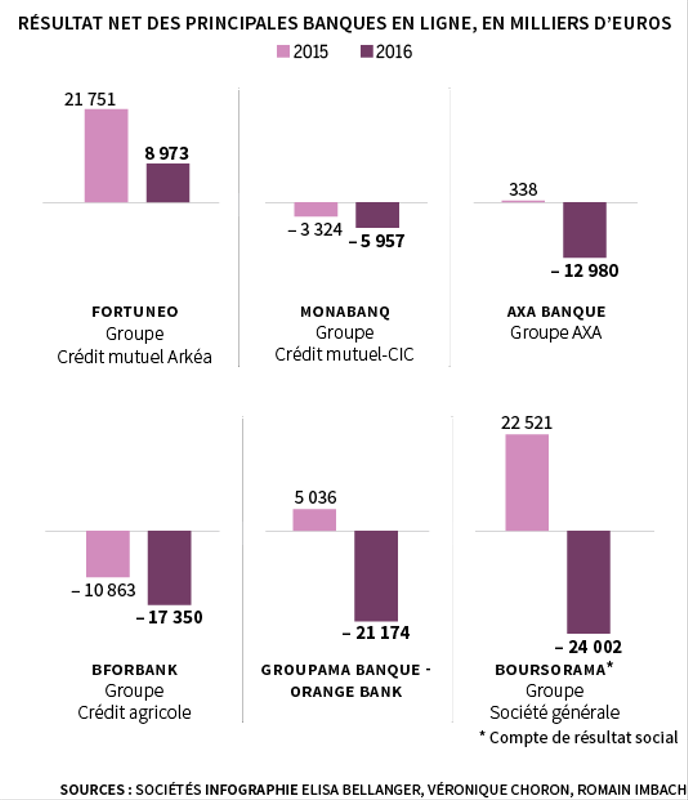 RÉSULTAT NET DES PRINCIPALES BANQUES EN LIGNE, EN MILLIERS D'EUROS
2015 2016
21 751
8 973
FORTUNEO
Groupe
Crédit mutuel Arkéa
– 3 324
– 5 957
MONABANQ
Groupe
Crédit mutuel-CIC
338
– 12 980
AXA BANQUE
Groupe AXA
– 10 863
– 17 350
BFORBANK
Groupe
Crédit agricole
5 036
– 21 174
GROUPAMA BANQUE -
ORANGE BANK
22 521
– 24 002
BOURSORAMA*
Groupe
Société générale
* Compte de résultat social
SOURCES : SOCIÉTÉS INFOGRAPHIE ELISA BELLANGER, VÉRONIQUE CHORON, ROMAIN IMBACH